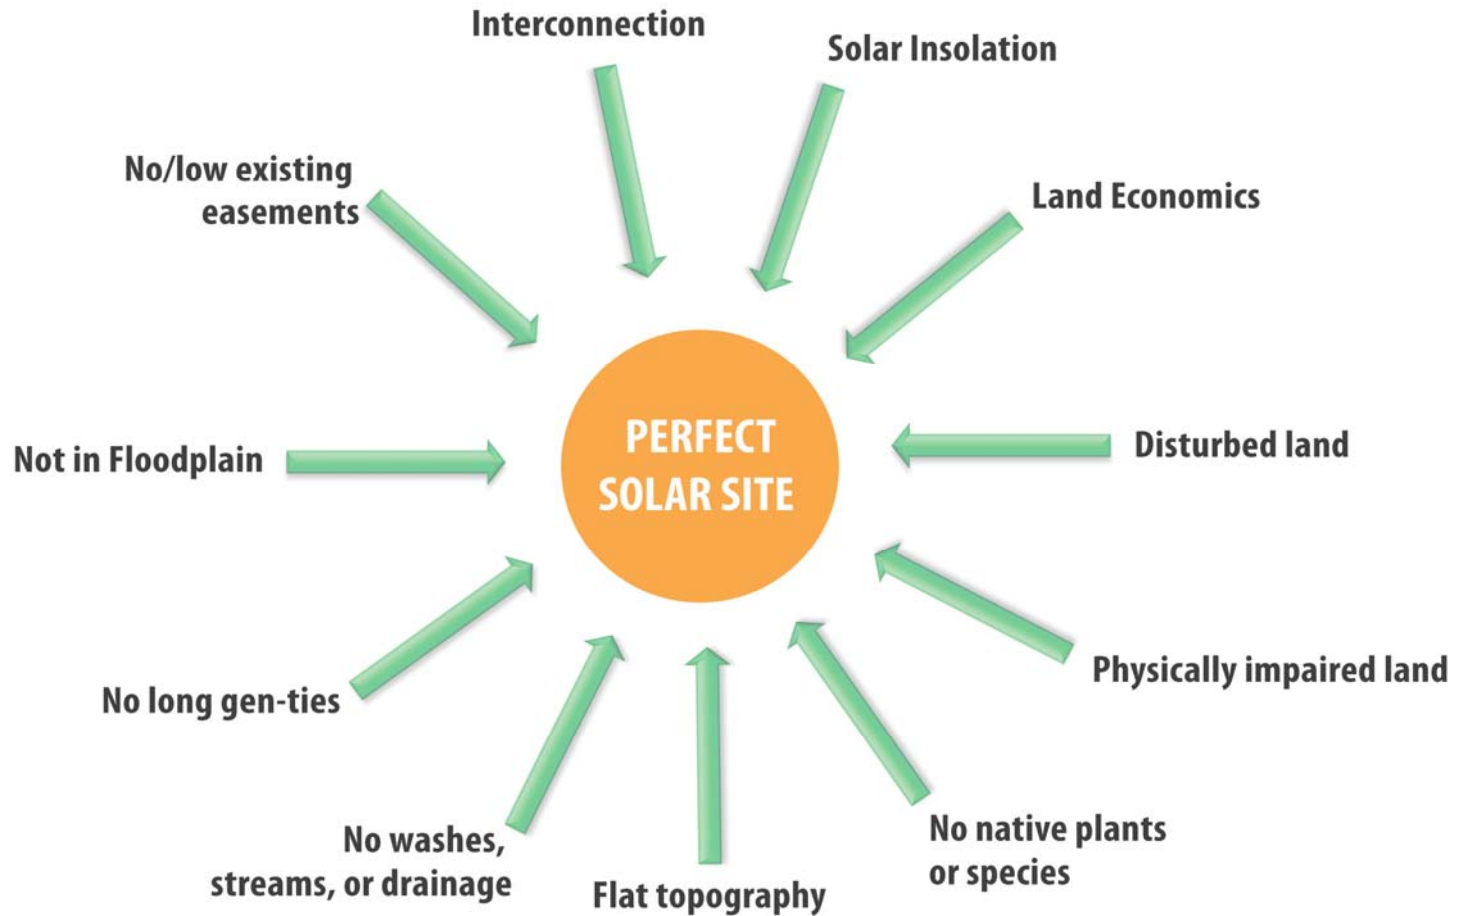 Interconnection
Solar Insolation
No/low existing
easements
Land Economics
PERFECT
SOLAR SITE
Not in Floodplain
Disturbed land
No long gen-ties
Physically impaired land
No washes,
streams, or drainage
Flat topography
No native plants
or species